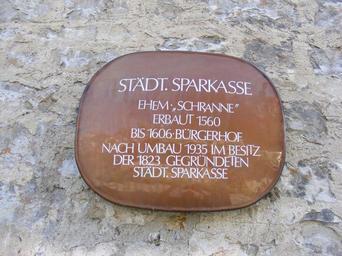 STÄDT. SPARKASSE
EHEM. „SCHRANNE"
ERBAUT 1560
BIS 1606 BÜRGERHOF
NACH UMBAU 1935 IM BESITZ
DER 1823 GEGRÜNDETEN
STÄDT. SPARKASSE